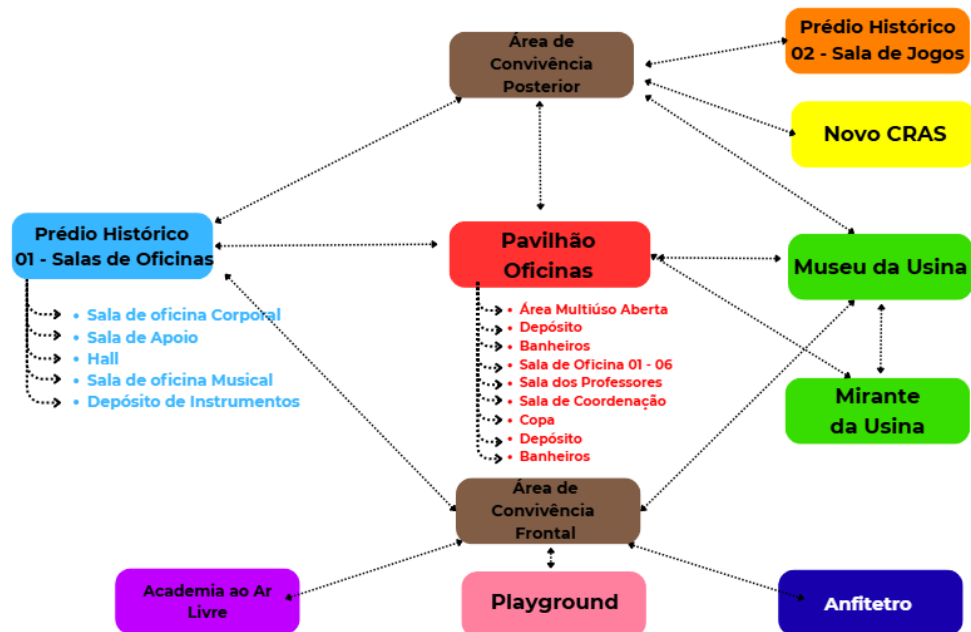 Área de
Convivência
Posterior
Prédio Histórico
02 - Sala de Jogos
Novo CRAS
Prédio Histórico
01 - Salas de Oficinas
Pavilhão
Oficinas
Museu da Usina
• Sala de oficina Corporal
• Sala de Apoio
• Hall
• Sala de oficina Musical
• Depósito de Instrumentos
• Área Multiúso Aberta
• Depósito
• Banheiros
• Sala de Oficina 01 - 06
• Sala dos Professores
• Sala de Coordenação
• Copa
• Depósito
• Banheiros
Mirante
da Usina
Área de
Convivência
Frontal
Academia ao Ar
Livre
Playground
Anfitetro